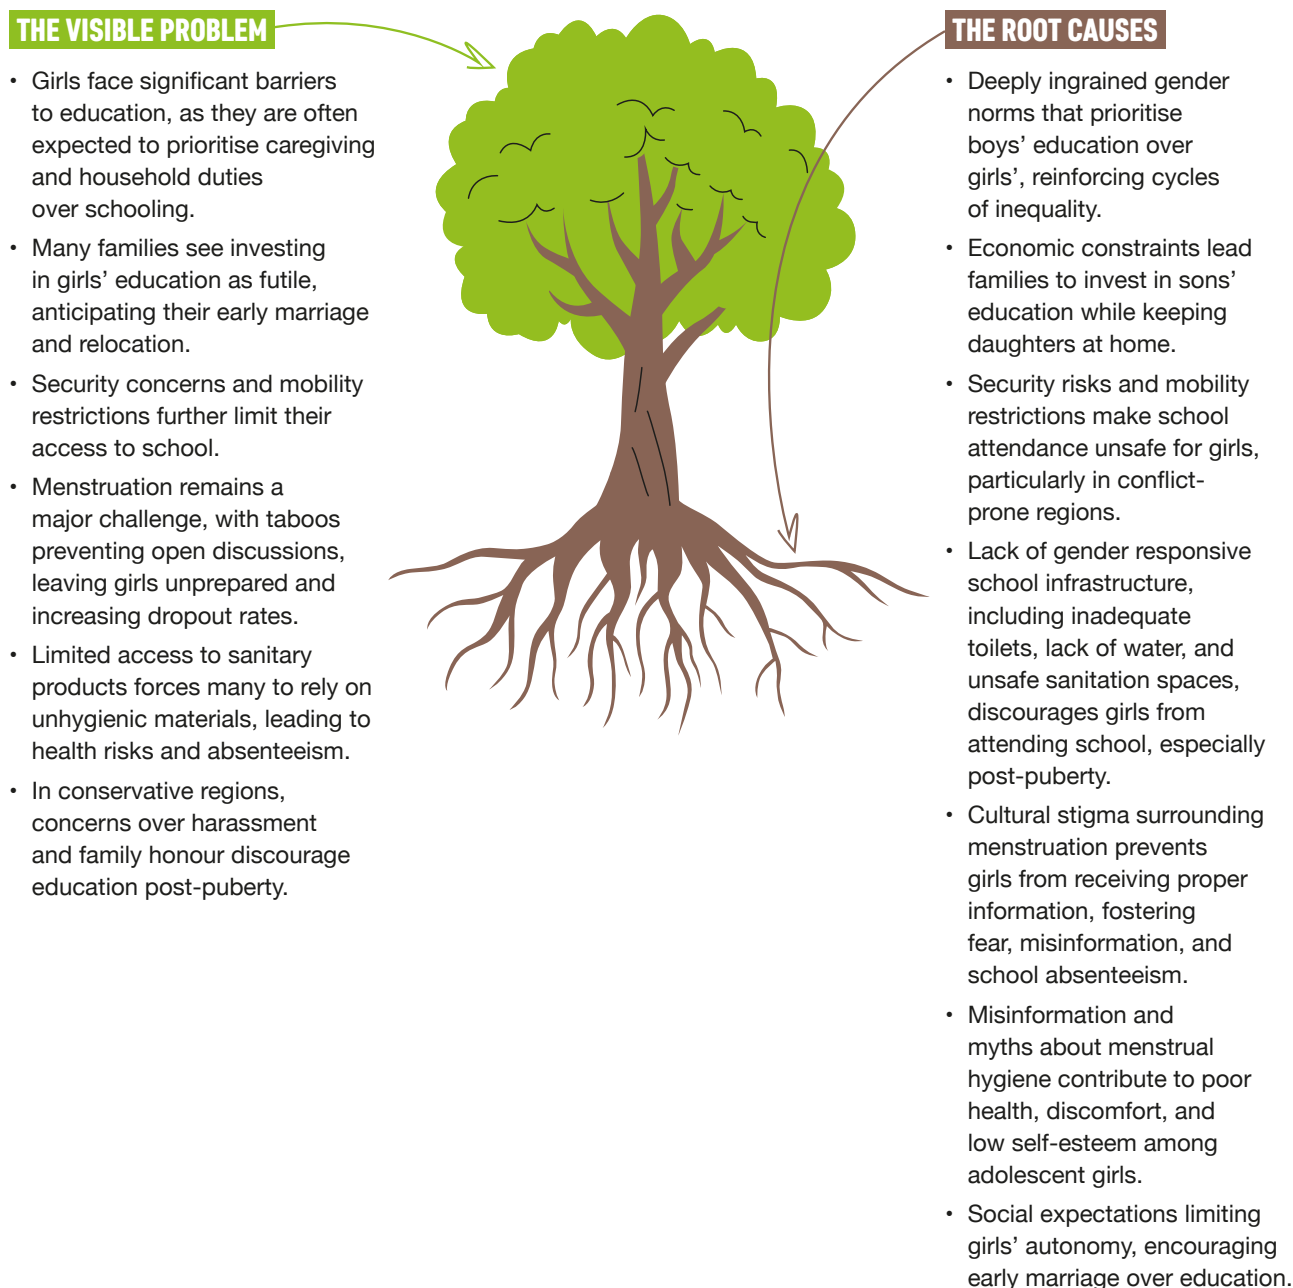 THE VISIBLE PROBLEM
• Girls face significant barriers
to education, as they are often
expected to prioritise caregiving
and household duties
over schooling.
• Many families see investing
in girls’ education as futile,
anticipating their early marriage
and relocation.
• Security concerns and mobility
restrictions further limit their
access to school.
• Menstruation remains a
major challenge, with taboos
preventing open discussions,
leaving girls unprepared and
increasing dropout rates.
• Limited access to sanitary
products forces many to rely on
unhygienic materials, leading to
health risks and absenteeism.
• In conservative regions,
concerns over harassment
and family honour discourage
education post-puberty.
THE ROOT CAUSES
• Deeply ingrained gender
norms that prioritise
boys’ education over
girls’, reinforcing cycles
of inequality.
• Economic constraints lead
families to invest in sons’
education while keeping
daughters at home.
• Security risks and mobility
restrictions make school
attendance unsafe for girls,
particularly in conflict-
prone regions.
• Lack of gender responsive
school infrastructure,
including inadequate
toilets, lack of water, and
unsafe sanitation spaces,
discourages girls from
attending school, especially
post-puberty.
• Cultural stigma surrounding
menstruation prevents
girls from receiving proper
information, fostering
fear, misinformation, and
school absenteeism.
• Misinformation and
myths about menstrual
hygiene contribute to poor
health, discomfort, and
low self-esteem among
adolescent girls.
• Social expectations limiting
girls’ autonomy, encouraging
early marriage over education.